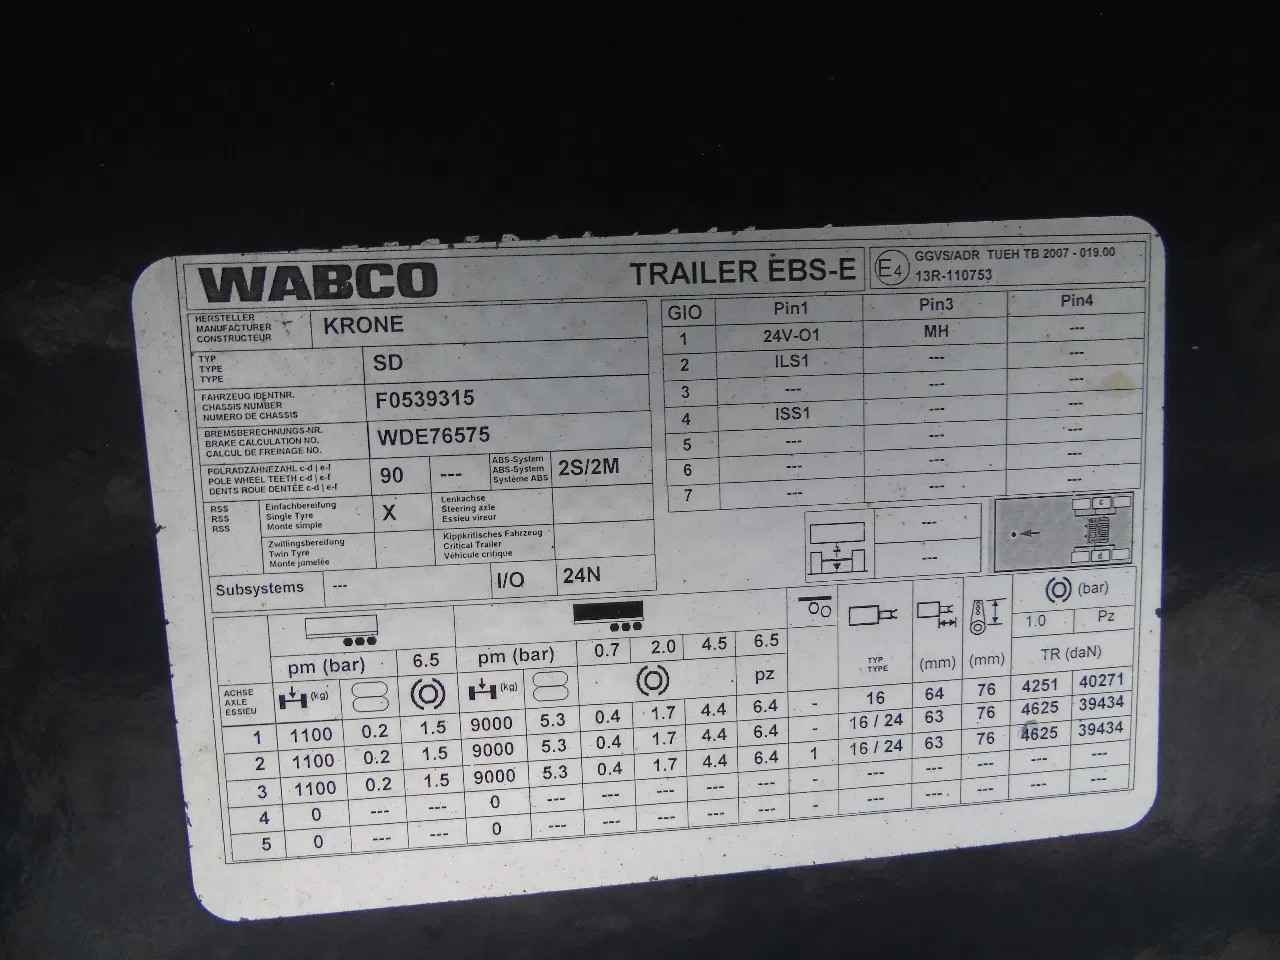 WABCO TRAILER EBS-E E4 GGVS/ADR TUEH TB 2007 - 019.00
13R-110753
HERSTELLER
MANUFACTURER
CONSTRUCTEUR
KRONE
TYP
TYPE
TYPE
SD
FAHRZEUG IDENTNR.
CHASSIS NUMBER
NUMERO DE CHASSIS
F0539315
BREMSBERECHNUNGS-NR.
BRAKE CALCULATION NO.
CALCUL DE FREINAGE NO.
WDE76575
POLRADZÄHNEZAHL c-d | e-f
POLE WHEEL TEETH c-d | e-f
DENTS ROUE DENTÉE c-d | e-f
90 ---
ABS-System
ABS-System
Système ABS
2S/2M
RSS
RSS
RSS
Einfachbereifung
Single Tyre
Monte simple
X
Lenkachse
Steering axle
Essieu vireur
Zwillingsbereifung
Twin Tyre
Monte jumelée
Kippkritisches Fahrzeug
Critical Trailer
Véhicule critique
Subsystems --- I/O 24N
GIO Pin1 Pin3 Pin4
1 24V-O1 MH ---
2 ILS1 --- ---
3 --- --- ---
4 ISS1 --- ---
5 --- --- ---
6 --- --- ---
7 --- --- ---
---
---
c
d
pm (bar) 6.5 pm (bar) 0.7 2.0 4.5 6.5
(bar)
1.0 Pz
ACHSE
AXLE
ESSIEU
(kg) (kg) pz
TYP
TYPE
(mm) (mm) TR (daN)
1 1100 0.2 1.5 9000 5.3 0.4 1.7 4.4 6.4 - 16 64 76 4251 40271
2 1100 0.2 1.5 9000 5.3 0.4 1.7 4.4 6.4 - 16 / 24 63 76 4625 39434
3 1100 0.2 1.5 9000 5.3 0.4 1.7 4.4 6.4 1 16 / 24 63 76 4625 39434
4 0 --- --- 0 --- --- --- --- --- - --- --- --- --- ---
5 0 --- --- 0 --- --- --- --- --- - --- --- --- --- ---